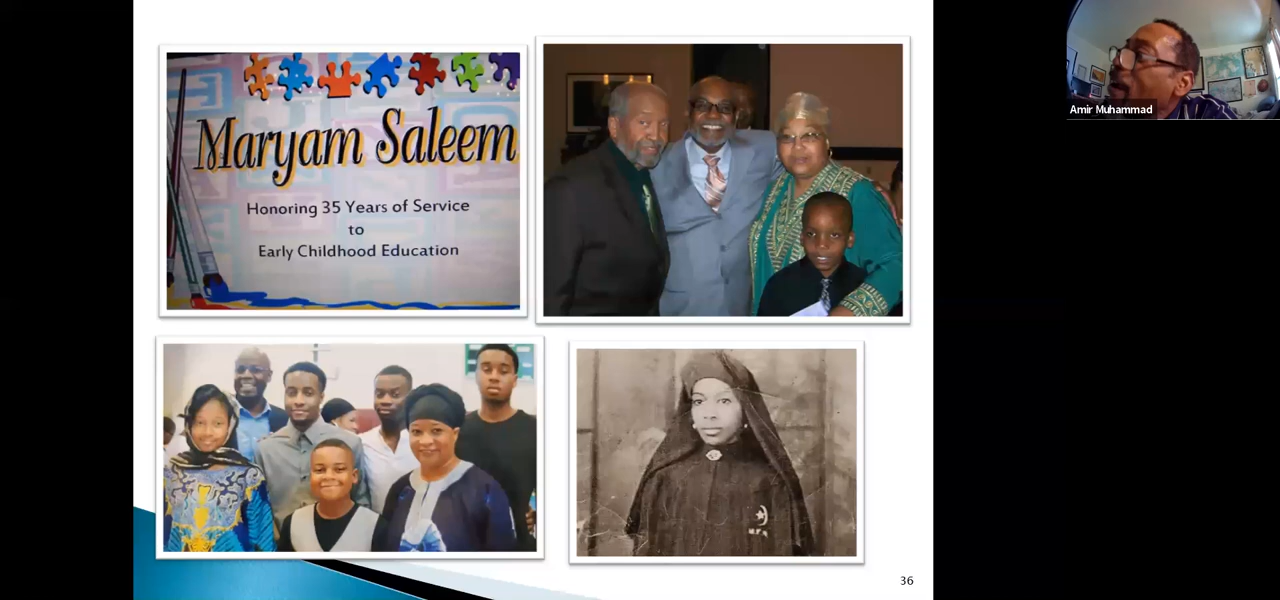 Maryam Saleem
Honoring 35 Years of Service
to
Early Childhood Education
Amir Muhammad
36